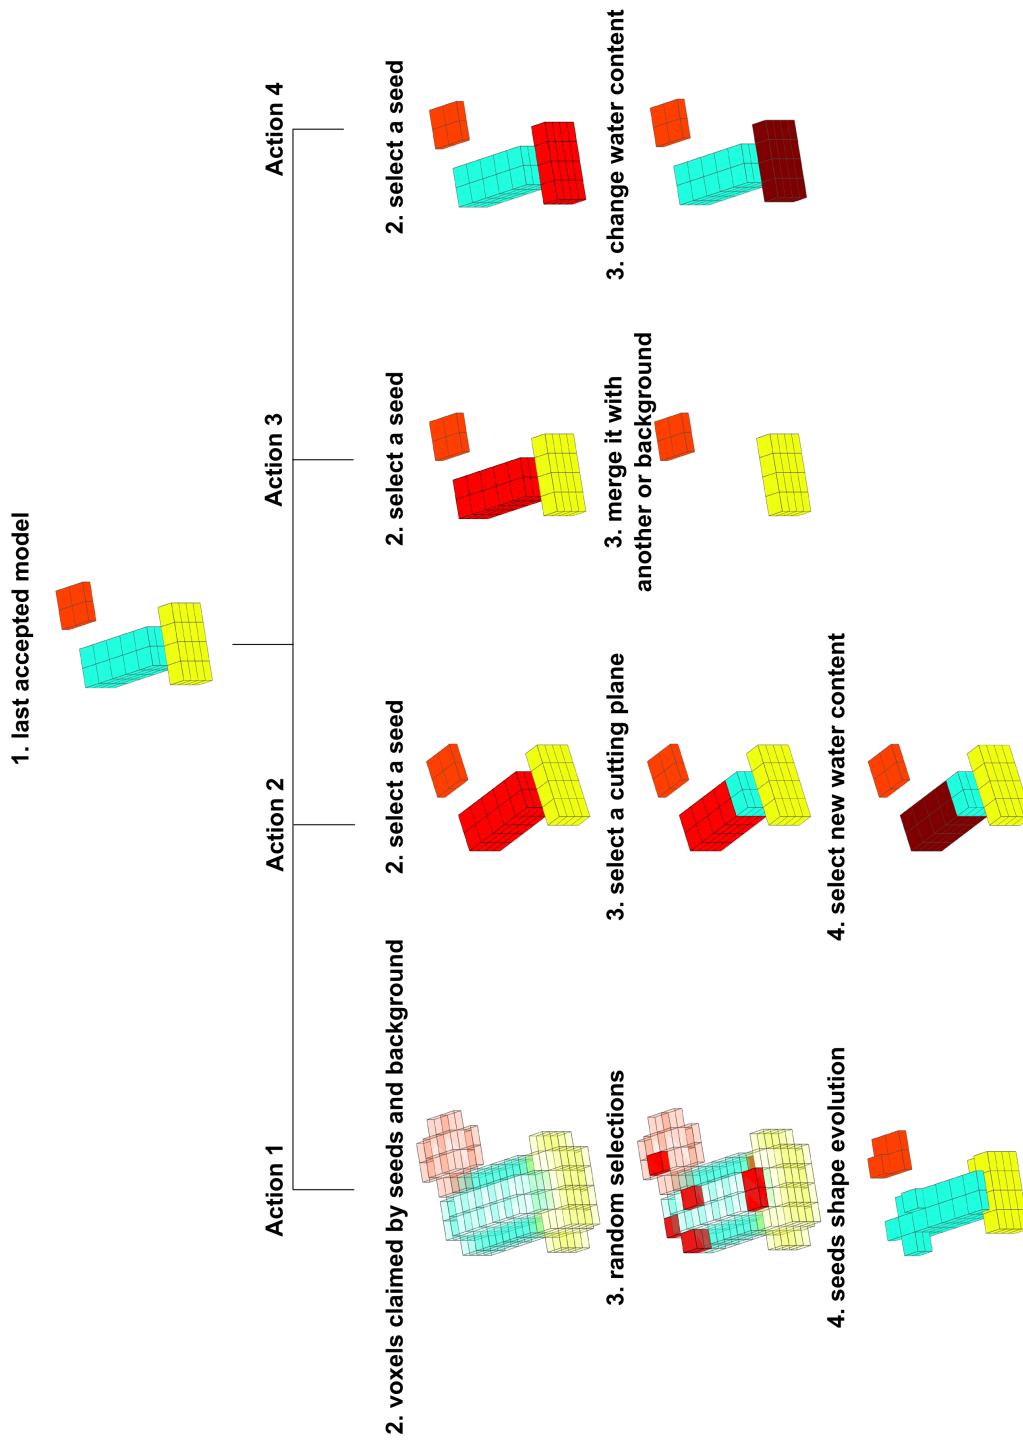 1. last accepted model
Action 1
Action 2
Action 3
Action 4
2. voxels claimed by seeds and background
2. select a seed
2. select a seed
2. select a seed
3. random selections
3. select a cutting plane
3. merge it with
another or background
3. change water content
4. seeds shape evolution
4. select new water content